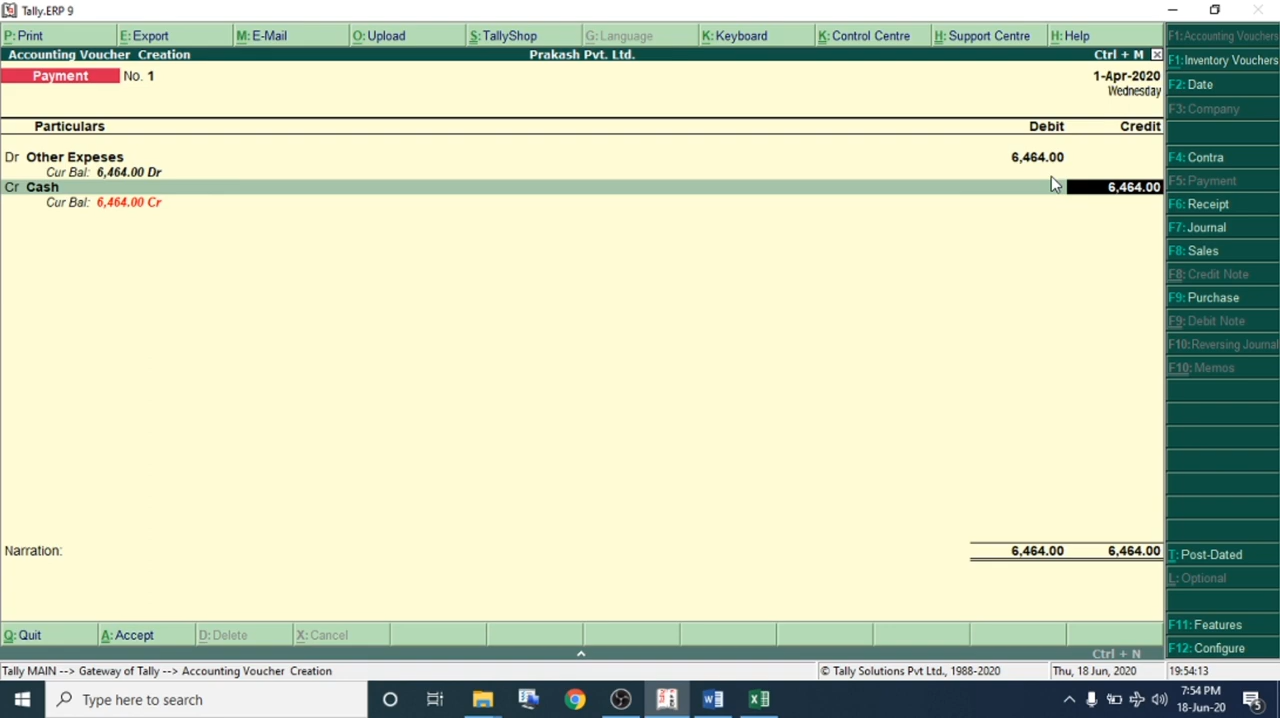 Tally.ERP 9
P: Print E: Export M: E-Mail O: Upload S: TallyShop G: Language K: Keyboard K: Control Centre H: Support Centre H: Help
F1: Accounting Vouchers
Accounting Voucher Creation Prakash Pvt. Ltd. Ctrl + M
F1: Inventory Vouchers
Payment No. 1 1-Apr-2020
Wednesday
F2: Date
F3: Company
Particulars Debit Credit
Dr Other Expeses 6,464.00
F4: Contra
Cur Bal: 6,464.00 Dr
F5: Payment
Cr Cash 6,464.00
Cur Bal: 6,464.00 Cr
F6: Receipt
F7: Journal
F8: Sales
F8: Credit Note
F9: Purchase
F9: Debit Note
F10: Reversing Journal
F10: Memos
Narration: 6,464.00 6,464.00
T: Post-Dated
L: Optional
F11: Features
Q: Quit A: Accept D: Delete X: Cancel
F12: Configure
Ctrl + N
Tally MAIN --> Gateway of Tally --> Accounting Voucher Creation © Tally Solutions Pvt Ltd., 1988-2020 Thu, 18 Jun, 2020 19:54:13
Type here to search
7:54 PM
18-Jun-20
5